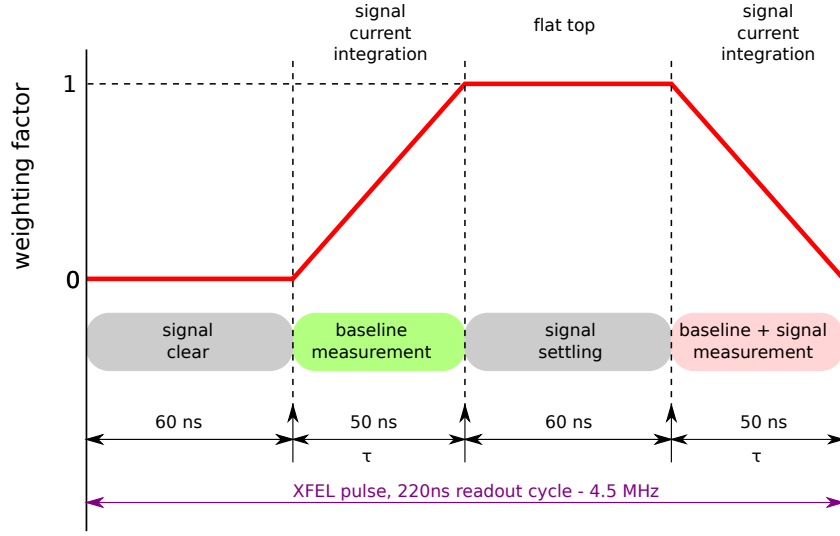 signal
current
integration
flat top
signal
current
integration
1
weighting factor
0
signal
clear
baseline
measurement
signal
settling
baseline + signal
measurement
60 ns
50 ns
60 ns
50 ns
τ
τ
XFEL pulse, 220ns readout cycle - 4.5 MHz